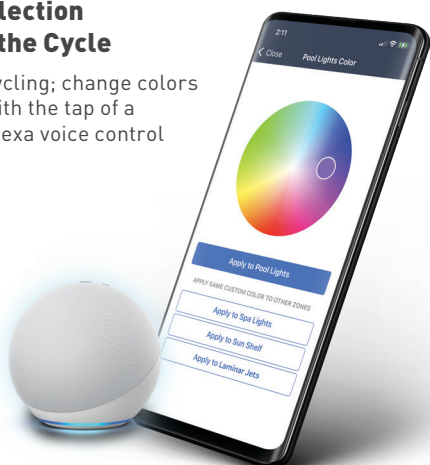 lection
the Cycle
ycling; change colors
with the tap of a
lexa voice control
2:11
Close
Pool Lights Color
Apply to Pool Lights
APPLY SAME CUSTOM COLOR TO OTHER ZONES
Apply to Spa Lights
Apply to Sun Shelf
Apply to Laminar Jets